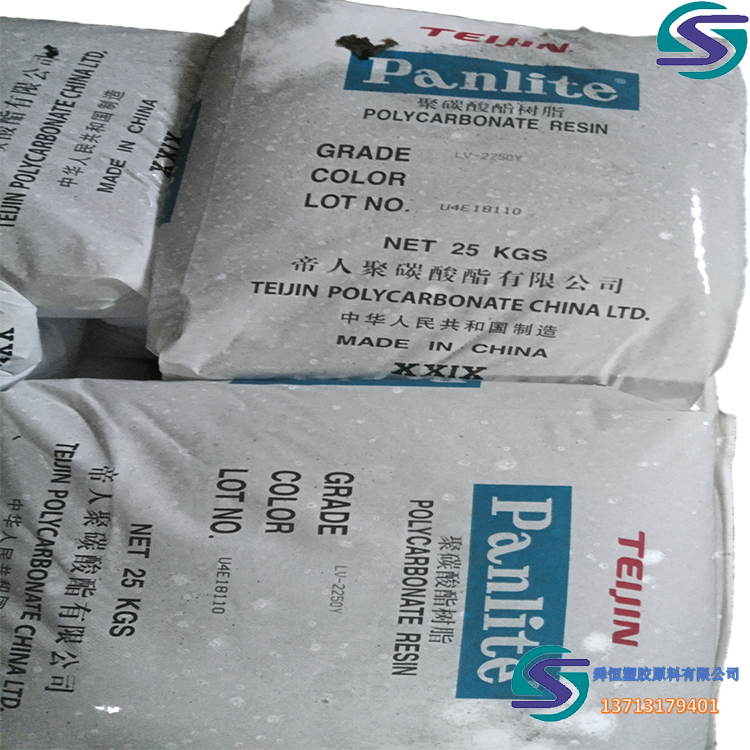 TEIJIN
Panlite®
聚碳酸酯树脂
POLYCARBONATE RESIN
GRADE LV-2250Y
COLOR
LOT NO. U4E18110
NET 25 KGS
帝人聚碳酸酯有限公司
TEIJIN POLYCARBONATE CHINA LTD.
中华人民共和国制造
MADE IN CHINA
XXIX
TEIJIN POLYCARBONATE CHINA LTD.
中华人民共和国制造
MADE IN CHINA
XXIX
XXIX
TEIJIN
Panlite
聚碳酸酯树脂
POLYCARBONATE RESIN
GRADE LV-2250Y
COLOR
LOT NO. U4E18110
NET 25 KGS
帝人聚碳酸酯有限公司
TEIJIN POLYCARBONATE CHINA LTD.
舜恒塑胶原料有限公司
13713179401